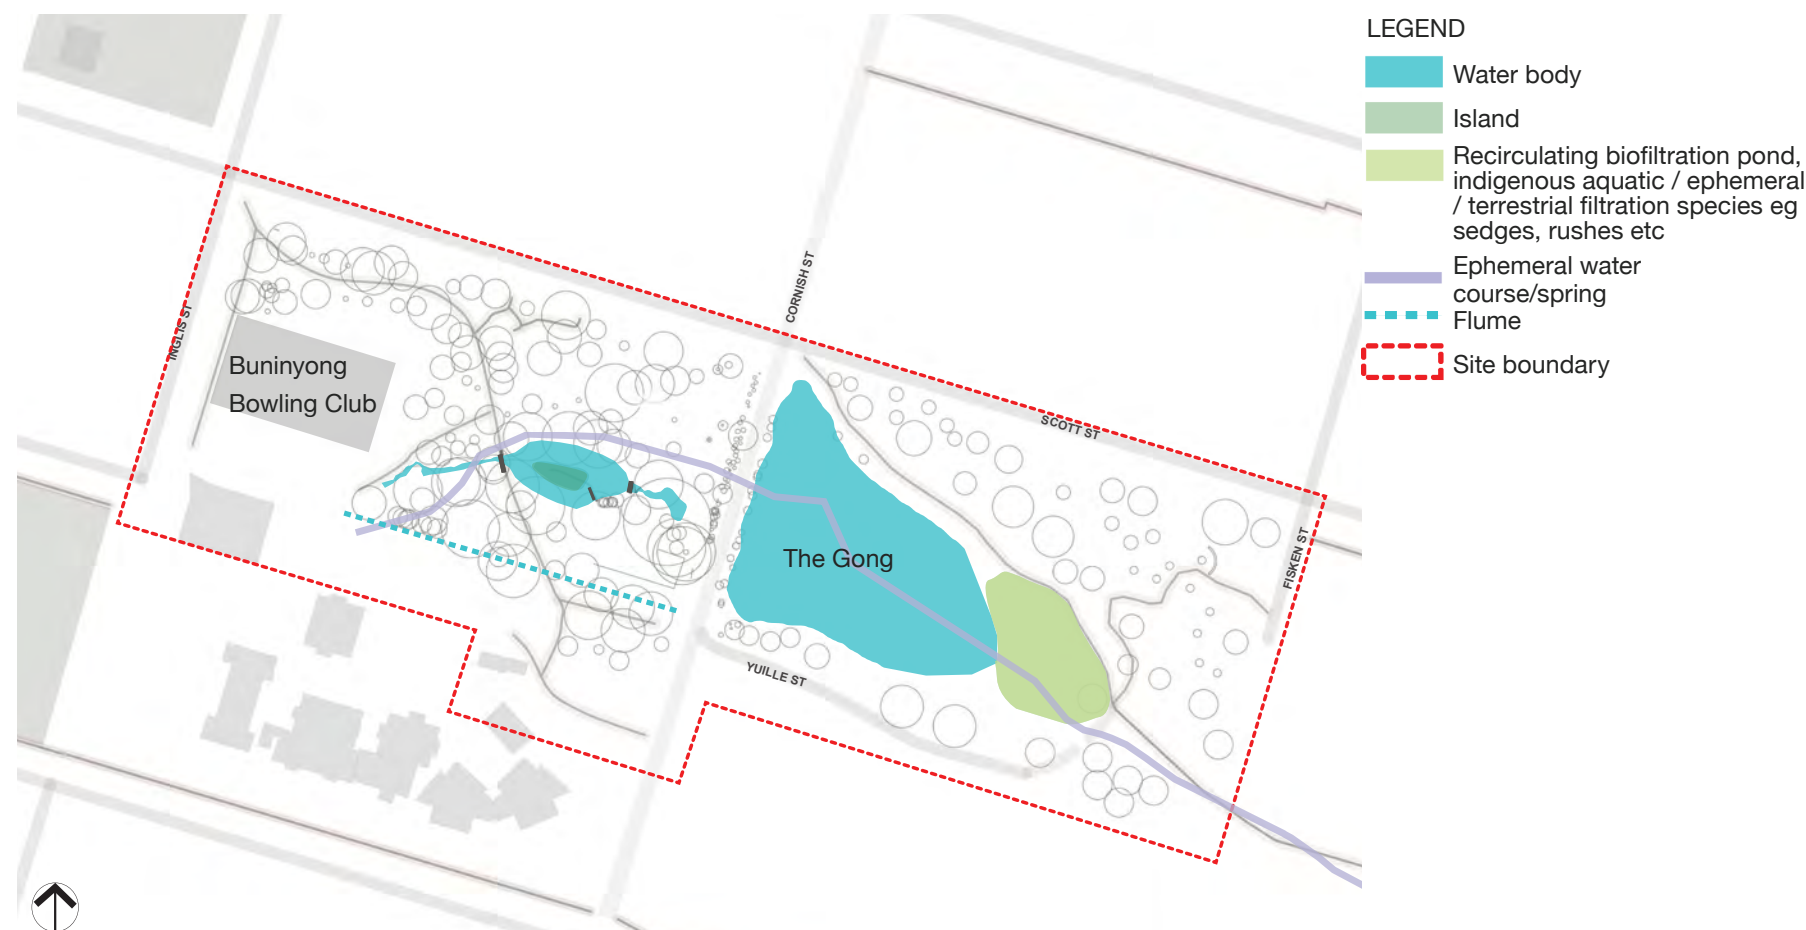 LEGEND
Water body
Island
Recirculating biofiltration pond,
indigenous aquatic / ephemeral
/ terrestrial filtration species eg
sedges, rushes etc
Ephemeral water
course/spring
Flume
Site boundary
CORNISH ST
INGLIS ST
Buninyong
Bowling Club
SCOTT ST
The Gong
FISKEN ST
YUILLE ST